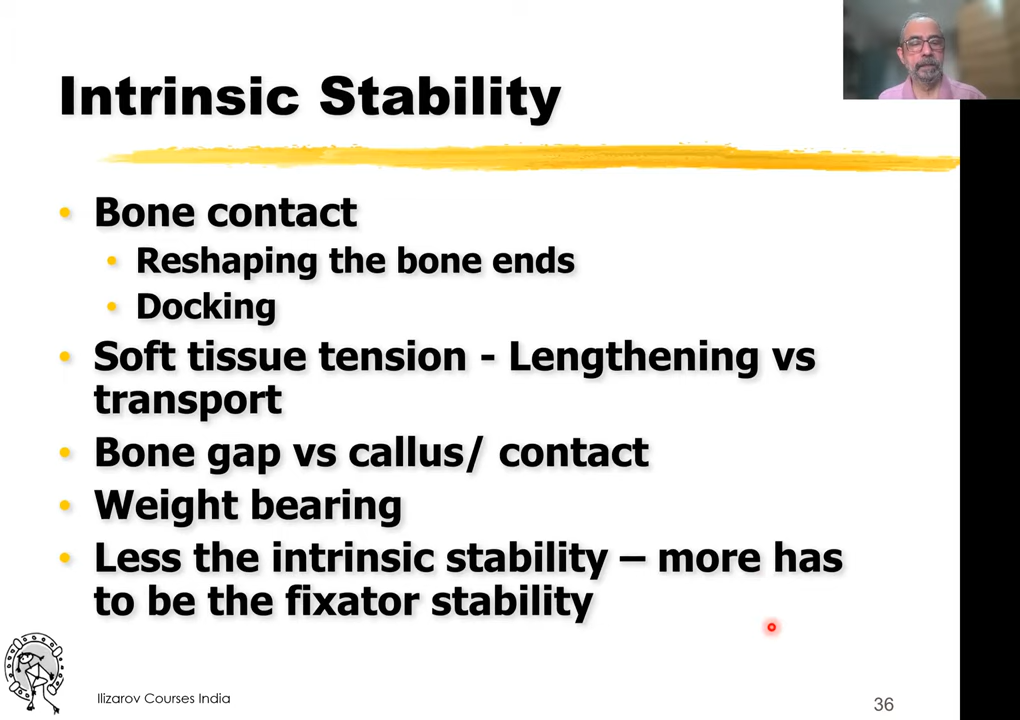 Intrinsic Stability
• Bone contact
• Reshaping the bone ends
• Docking
• Soft tissue tension - Lengthening vs
transport
• Bone gap vs callus/ contact
• Weight bearing
• Less the intrinsic stability – more has
to be the fixator stability
Ilizarov Courses India
36